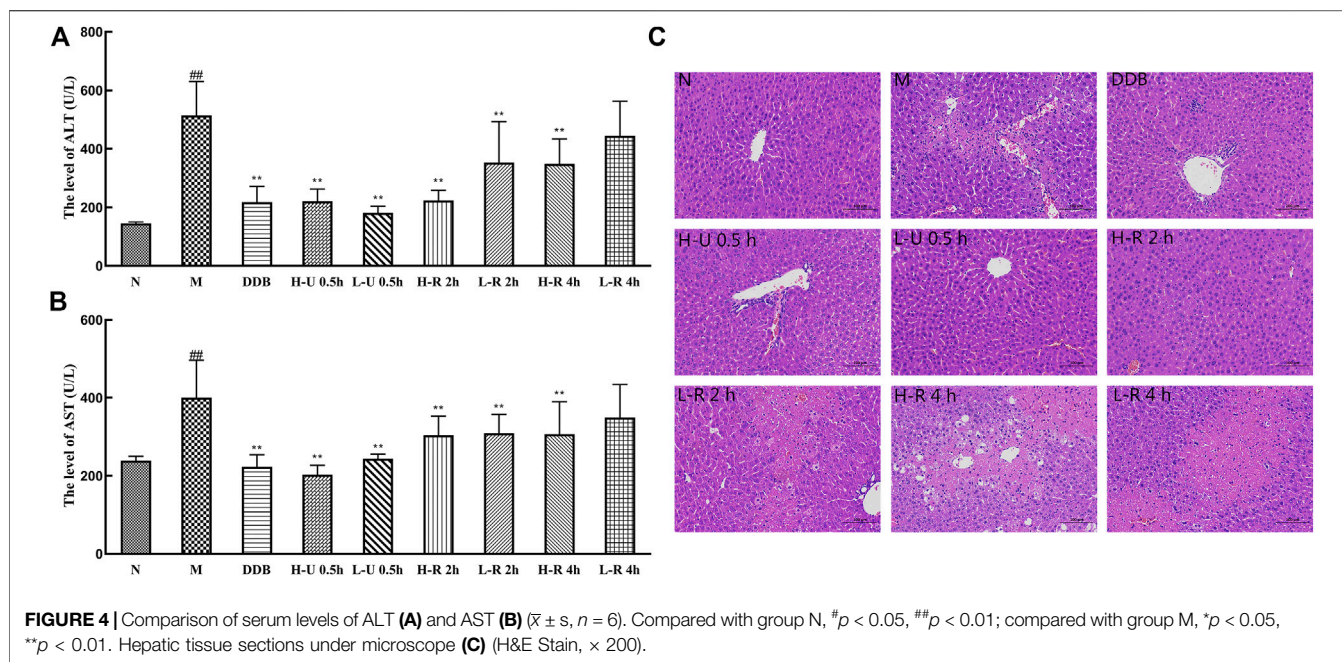 A
The level of ALT (U/L)
800
600
400
200
0
##
**
**
**
**
**
**
N M DDB H-U 0.5h L-U 0.5h H-R 2h L-R 2h H-R 4h L-R 4h
B
The level of AST (U/L)
600
400
200
0
##
**
**
**
**
**
**
N M DDB H-U 0.5h L-U 0.5h H-R 2h L-R 2h H-R 4h L-R 4h
C
N M DDB
H-U 0.5 h L-U 0.5 h H-R 2 h
L-R 2 h H-R 4 h L-R 4 h
FIGURE 4 | Comparison of serum levels of ALT (A) and AST (B) (x̅ ± s, n = 6). Compared with group N, #p < 0.05, ##p < 0.01; compared with group M, *p < 0.05,
**p < 0.01. Hepatic tissue sections under microscope (C) (H&E Stain, × 200).